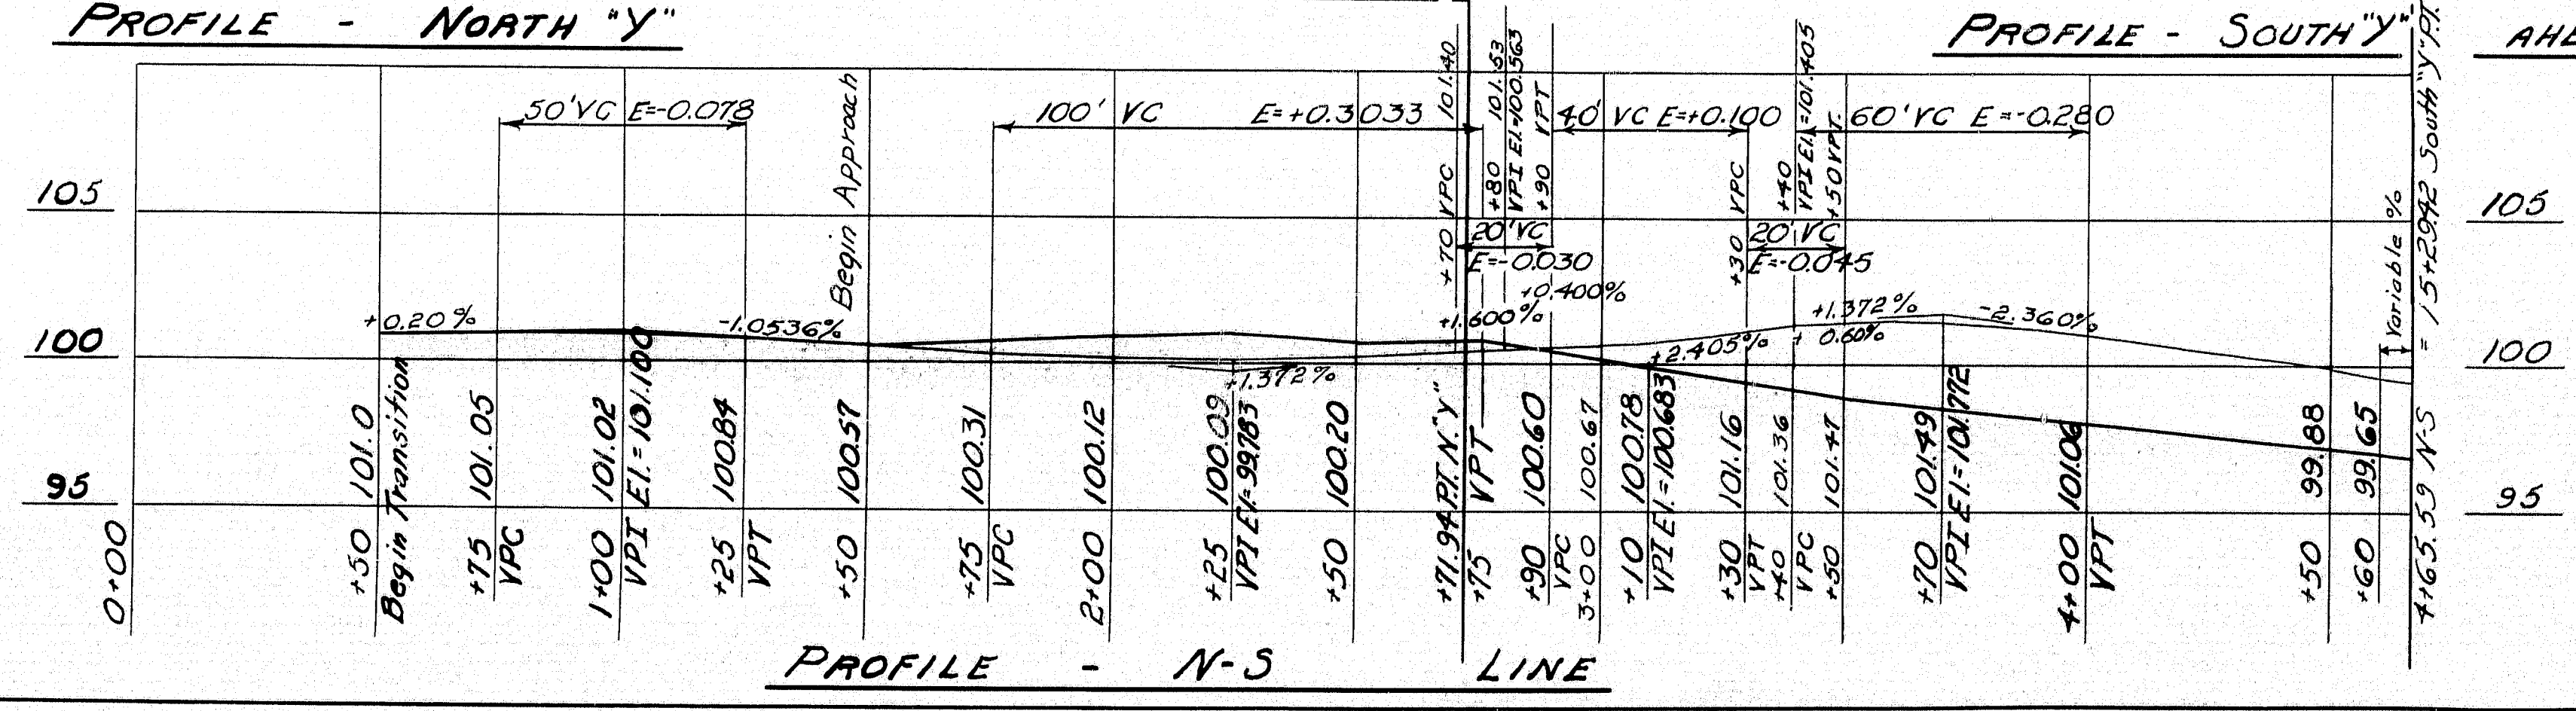 PROFILE - NORTH "Y"
PROFILE - SOUTH "Y"
50' VC E=-0.078
Begin Approach
100' VC E=+0.3033
+70 VPC 101.40
+80 101.53
VPI El.=100.563
+90 VPT
40' VC E=+0.100
+30 VPC
+40
VPI El.=101.405
+50 VPT.
60' VC E=-0.280
= 15+29.42 South "Y" P.T.
105
105
20' VC
E=-0.030
20' VC
E=-0.045
Variable %
+0.20%
-1.0536%
+0.400%
+1.600%
+1.372%
-2.360%
+2.405%
+ 0.60%
+1.372%
100
100
95
95
0+00
+50 101.0
Begin Transition
+75 101.05
VPC
1+00 101.02
VPI El.=101.100
+25 100.84
VPT
+50 100.57
+75 100.31
VPC
2+00 100.12
+25 100.09
VPI El.=99.783
+50 100.20
+71.94 P.T. N. "Y"
+75 VPT
+90 100.60
VPC
3+00 100.67
+10 100.78
VPI El.=100.683
+30 101.16
VPT
+40 101.36
VPC
+50 101.47
+70 101.49
VPI El.=101.772
4+00 101.06
VPT
+50 99.88
+60 99.65
4+65.59 N-S
PROFILE - N-S LINE